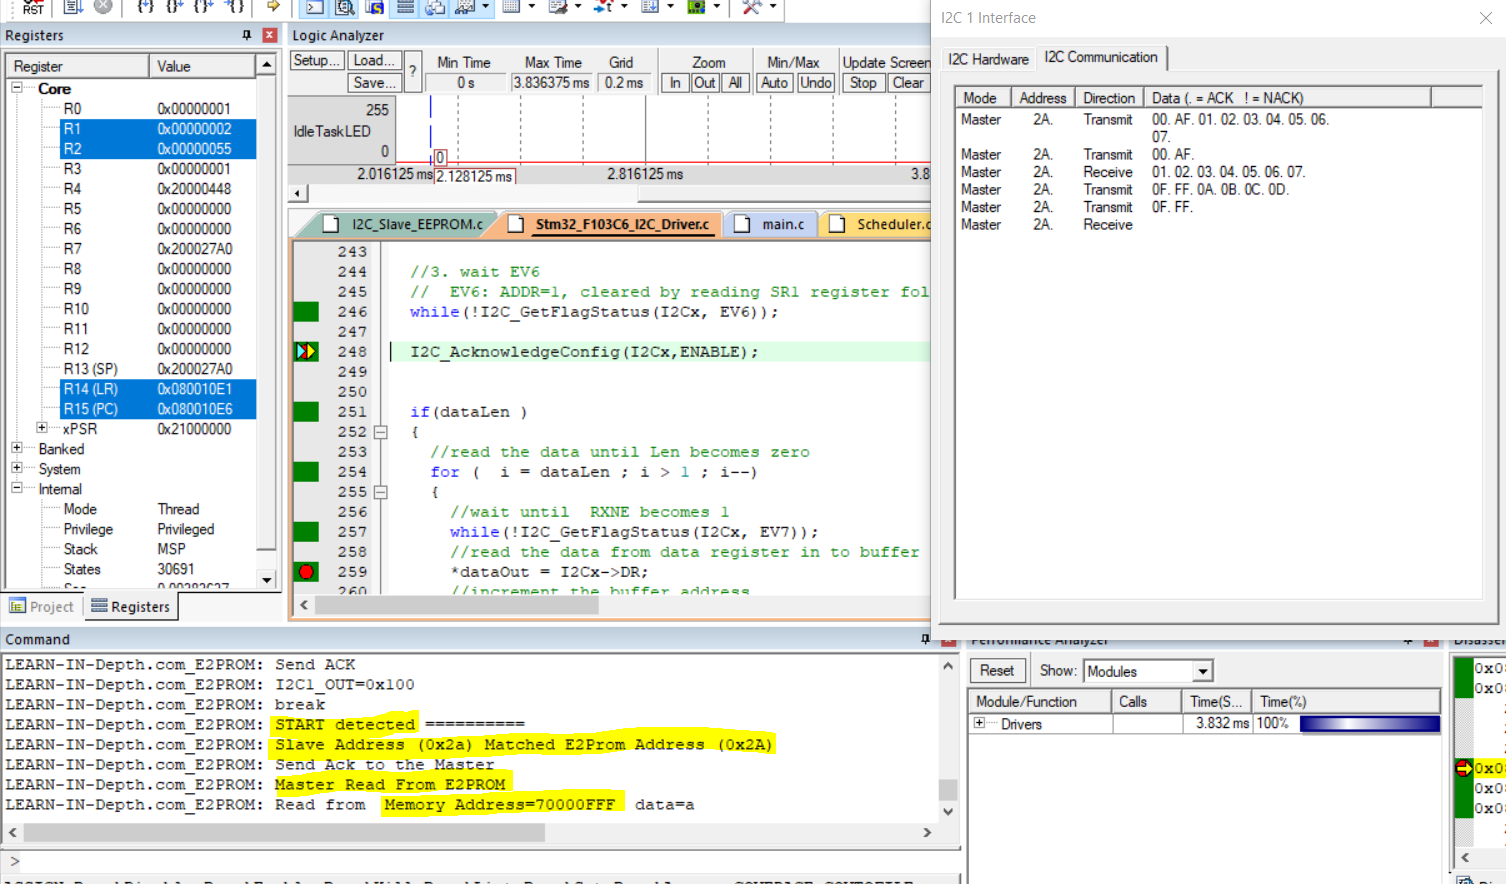 RST
Registers
Register Value
Core
R0 0x00000001
R1 0x00000002
R2 0x00000055
R3 0x00000001
R4 0x20000448
R5 0x00000000
R6 0x00000000
R7 0x200027A0
R8 0x00000000
R9 0x00000000
R10 0x00000000
R11 0x00000000
R12 0x00000000
R13 (SP) 0x200027A0
R14 (LR) 0x080010E1
R15 (PC) 0x080010E6
xPSR 0x21000000
Banked
System
Internal
Mode Thread
Privilege Privileged
Stack MSP
States 30691
Project Registers
Logic Analyzer
Setup... Load... Min Time Max Time Grid Zoom Min/Max Update Screen
Save... ? 0 s 3.836375 ms 0.2 ms In Out All Auto Undo Stop Clear
255
IdleTaskLED
0 0
2.016125 ms 2.128125 ms 2.816125 ms 3.8
I2C_Slave_EEPROM.c Stm32_F103C6_I2C_Driver.c main.c Scheduler.c
243
244 //3. wait EV6
245 // EV6: ADDR=1, cleared by reading SR1 register fol
246 while(!I2C_GetFlagStatus(I2Cx, EV6));
247
248 I2C_AcknowledgeConfig(I2Cx,ENABLE);
249
250
251 if(dataLen )
252 {
253 //read the data until Len becomes zero
254 for ( i = dataLen ; i > 1 ; i--)
255 {
256 //wait until RXNE becomes 1
257 while(!I2C_GetFlagStatus(I2Cx, EV7));
258 //read the data from data register in to buffer
259 *dataOut = I2Cx->DR;
260 //increment the buffer address
I2C 1 Interface
I2C Hardware I2C Communication
Mode Address Direction Data (. = ACK ! = NACK)
Master 2A. Transmit 00. AF. 01. 02. 03. 04. 05. 06.
07.
Master 2A. Transmit 00. AF.
Master 2A. Receive 01. 02. 03. 04. 05. 06. 07.
Master 2A. Transmit 0F. FF. 0A. 0B. 0C. 0D.
Master 2A. Transmit 0F. FF.
Master 2A. Receive
Command
LEARN-IN-Depth.com_E2PROM: Send ACK
LEARN-IN-Depth.com_E2PROM: I2C1_OUT=0x100
LEARN-IN-Depth.com_E2PROM: break
LEARN-IN-Depth.com_E2PROM: START detected ==========
LEARN-IN-Depth.com_E2PROM: Slave Address (0x2a) Matched E2Prom Address (0x2A)
LEARN-IN-Depth.com_E2PROM: Send Ack to the Master
LEARN-IN-Depth.com_E2PROM: Master Read From E2PROM
LEARN-IN-Depth.com_E2PROM: Read from Memory Address=70000FFF data=a
>
Performance Analyzer
Reset Show: Modules
Module/Function Calls Time(S... Time(%)
Drivers 3.832 ms 100%
Disasse
0x0
0x0
0x0
0x0
0x0